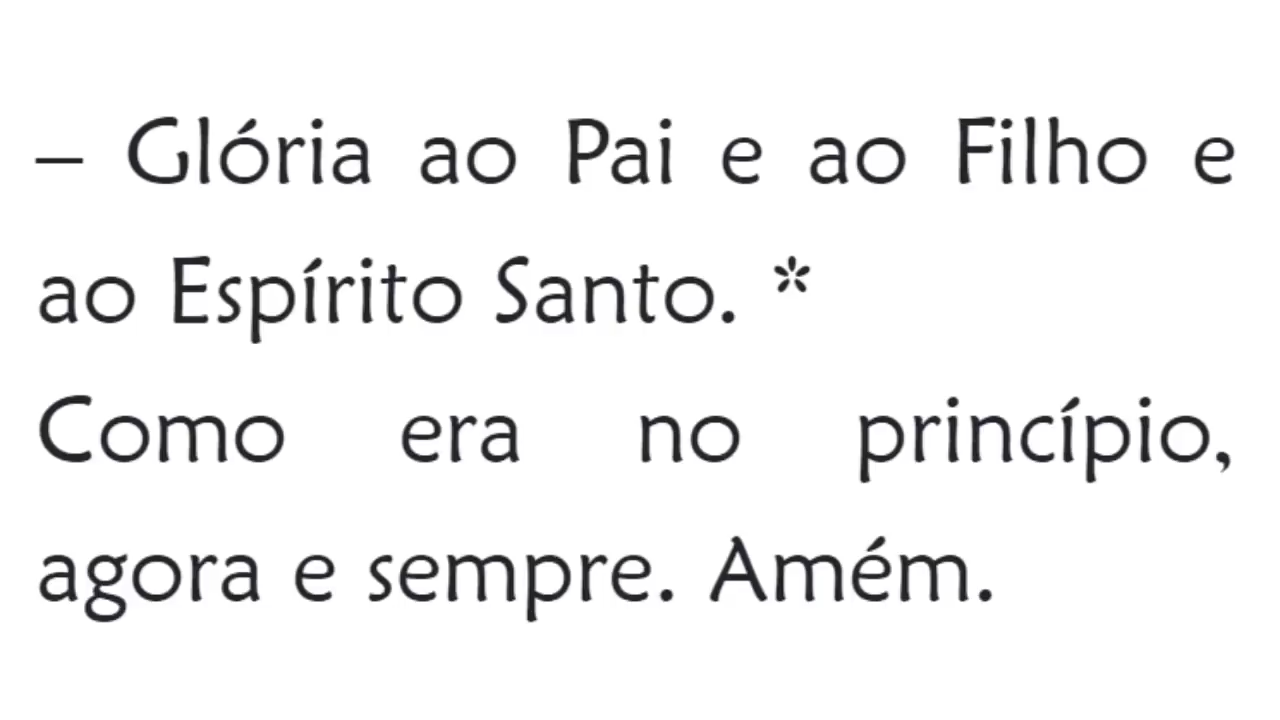 – Glória ao Pai e ao Filho e
ao Espírito Santo. *
Como era no princípio,
agora e sempre. Amém.